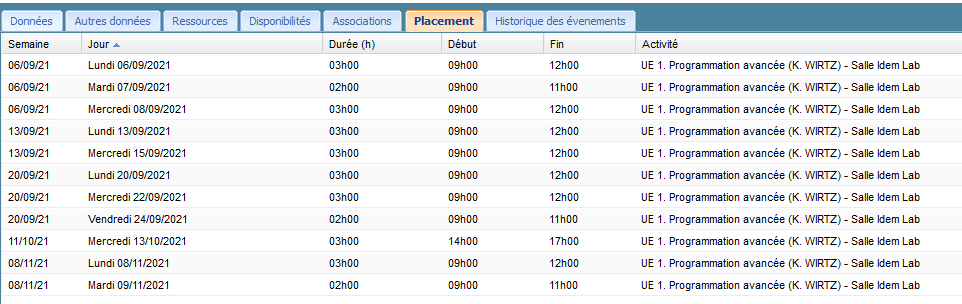 Données Autres données Ressources Disponibilités Associations Placement Historique des évenements
Semaine Jour Durée (h) Début Fin Activité
06/09/21 Lundi 06/09/2021 03h00 09h00 12h00 UE 1. Programmation avancée (K. WIRTZ) - Salle Idem Lab
06/09/21 Mardi 07/09/2021 02h00 09h00 11h00 UE 1. Programmation avancée (K. WIRTZ) - Salle Idem Lab
06/09/21 Mercredi 08/09/2021 03h00 09h00 12h00 UE 1. Programmation avancée (K. WIRTZ) - Salle Idem Lab
13/09/21 Lundi 13/09/2021 03h00 09h00 12h00 UE 1. Programmation avancée (K. WIRTZ) - Salle Idem Lab
13/09/21 Mercredi 15/09/2021 03h00 09h00 12h00 UE 1. Programmation avancée (K. WIRTZ) - Salle Idem Lab
20/09/21 Lundi 20/09/2021 03h00 09h00 12h00 UE 1. Programmation avancée (K. WIRTZ) - Salle Idem Lab
20/09/21 Mercredi 22/09/2021 03h00 09h00 12h00 UE 1. Programmation avancée (K. WIRTZ) - Salle Idem Lab
20/09/21 Vendredi 24/09/2021 02h00 09h00 11h00 UE 1. Programmation avancée (K. WIRTZ) - Salle Idem Lab
11/10/21 Mercredi 13/10/2021 03h00 14h00 17h00 UE 1. Programmation avancée (K. WIRTZ) - Salle Idem Lab
08/11/21 Lundi 08/11/2021 03h00 09h00 12h00 UE 1. Programmation avancée (K. WIRTZ) - Salle Idem Lab
08/11/21 Mardi 09/11/2021 02h00 09h00 11h00 UE 1. Programmation avancée (K. WIRTZ) - Salle Idem Lab